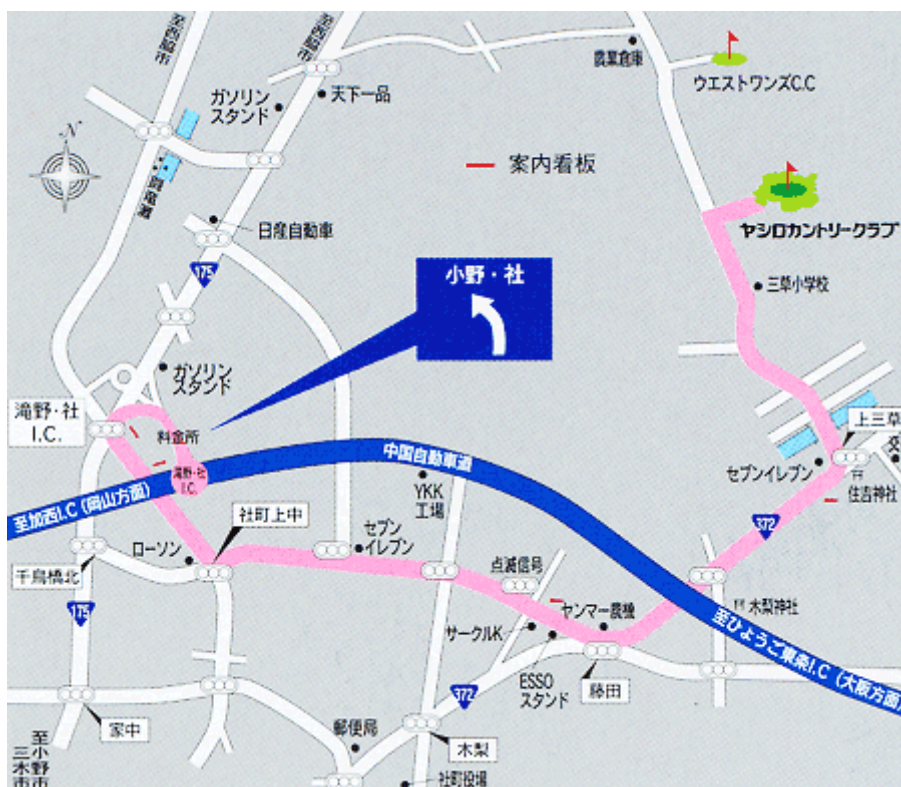 至西脇市
至西脇市
農業倉庫
ガソリン
スタンド
天下一品
ウエストワンズC.C
N
案内看板
ヤシロカントリークラブ
日産自動車
175
小野・社
三草小学校
ガソリン
スタンド
滝野・社
I.C.
料金所
上三草
中国自動車道
セブンイレブン
住吉神社
滝野・社
I.C.
YKK
工場
至加西I.C(岡山方面)
社町上中
372
セブン
イレブン
ローソン
点滅信号
千鳥橋北
木梨神社
175
ヤンマー農機
サークルK
至ひょうご東条I.C(大阪方面)
ESSO
スタンド
藤田
372
家中
郵便局
木梨
至小野市
三木市
社町役場